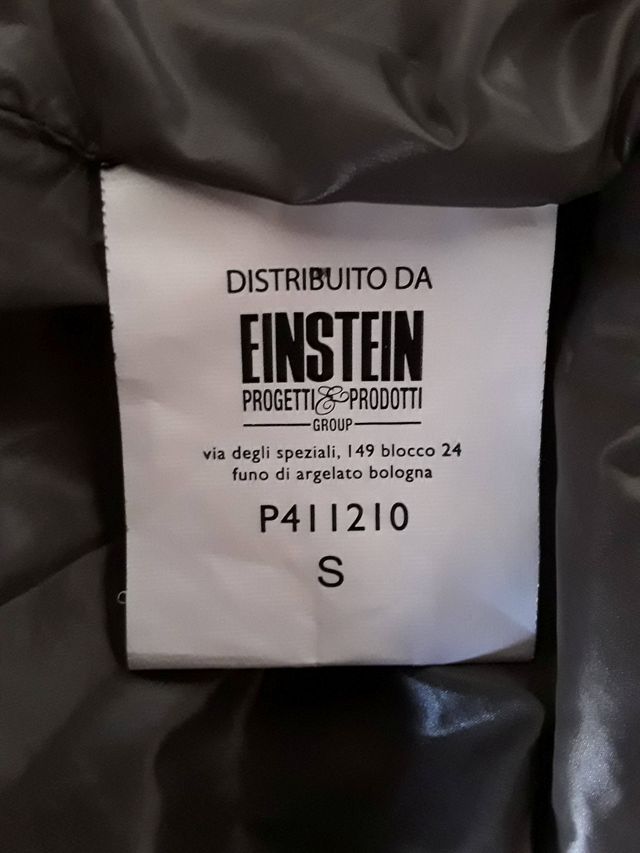 DISTRIBUITO DA
EINSTEIN
PROGETTI & PRODOTTI
GROUP
via degli speziali, 149 blocco 24
funo di argelato bologna
P411210
S